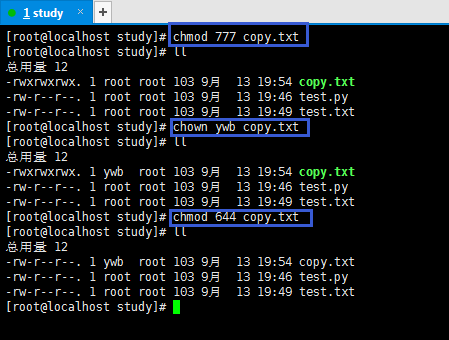 1 study × +
[root@localhost study]# chmod 777 copy.txt
[root@localhost study]# ll
总用量 12
-rwxrwxrwx. 1 root root 103 9月  13 19:54 copy.txt
-rw-r--r--. 1 root root 103 9月  13 19:46 test.py
-rw-r--r--. 1 root root 103 9月  13 19:49 test.txt
[root@localhost study]# chown ywb copy.txt
[root@localhost study]# ll
总用量 12
-rwxrwxrwx. 1 ywb  root 103 9月  13 19:54 copy.txt
-rw-r--r--. 1 root root 103 9月  13 19:46 test.py
-rw-r--r--. 1 root root 103 9月  13 19:49 test.txt
[root@localhost study]# chmod 644 copy.txt
[root@localhost study]# ll
总用量 12
-rw-r--r--. 1 ywb  root 103 9月  13 19:54 copy.txt
-rw-r--r--. 1 root root 103 9月  13 19:46 test.py
-rw-r--r--. 1 root root 103 9月  13 19:49 test.txt
[root@localhost study]#